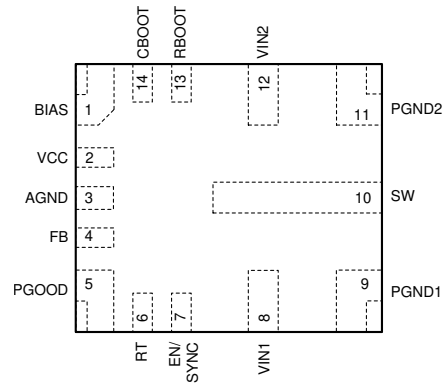 CBOOT
RBOOT
VIN2
14
13
12
BIAS
1
11
PGND2
VCC
2
AGND
3
10
SW
FB
4
PGOOD
5
9
PGND1
6
7
8
RT
EN/
SYNC
VIN1